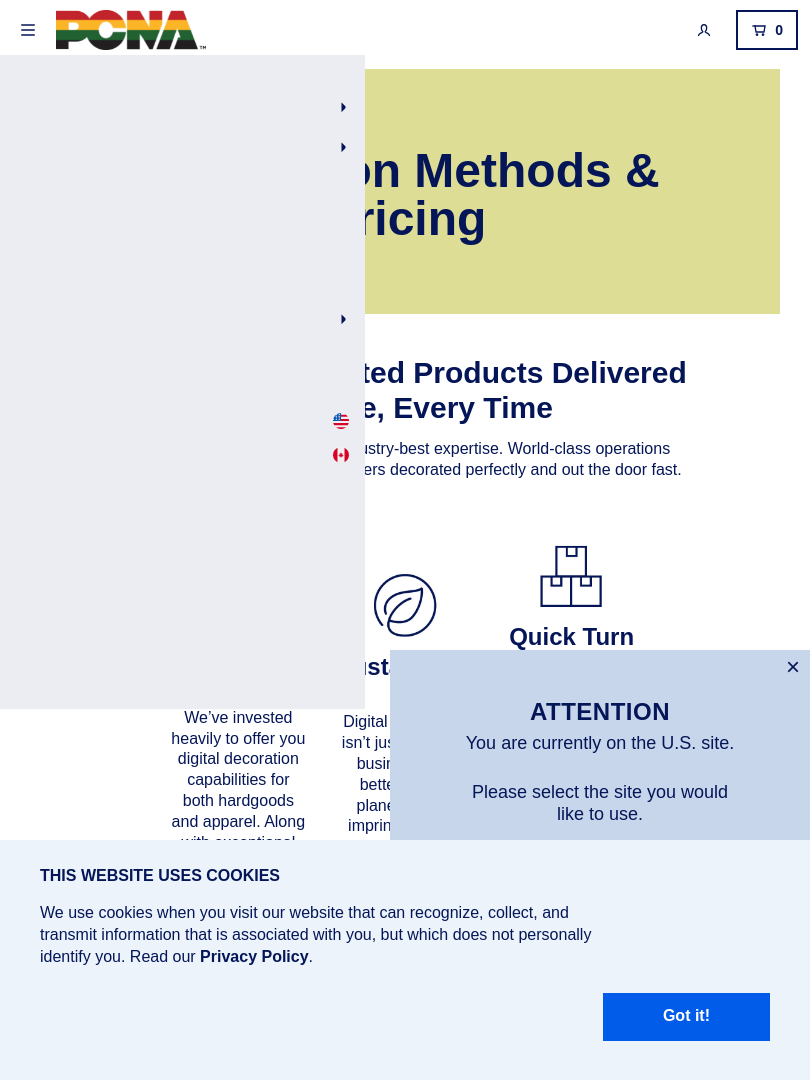 PCNA
TM
0
on Methods &
ricing
ted Products Delivered
e, Every Time
ustry-best expertise. World-class operations
ers decorated perfectly and out the door fast.
Quick Turn
usta
We’ve invested
heavily to offer you
digital decoration
capabilities for
both hardgoods
and apparel. Along
with exceptional
Digital
isn’t jus
busin
bette
plane
imprin
ATTENTION
You are currently on the U.S. site.
Please select the site you would
like to use.
THIS WEBSITE USES COOKIES
We use cookies when you visit our website that can recognize, collect, and
transmit information that is associated with you, but which does not personally
identify you. Read our Privacy Policy.
Got it!